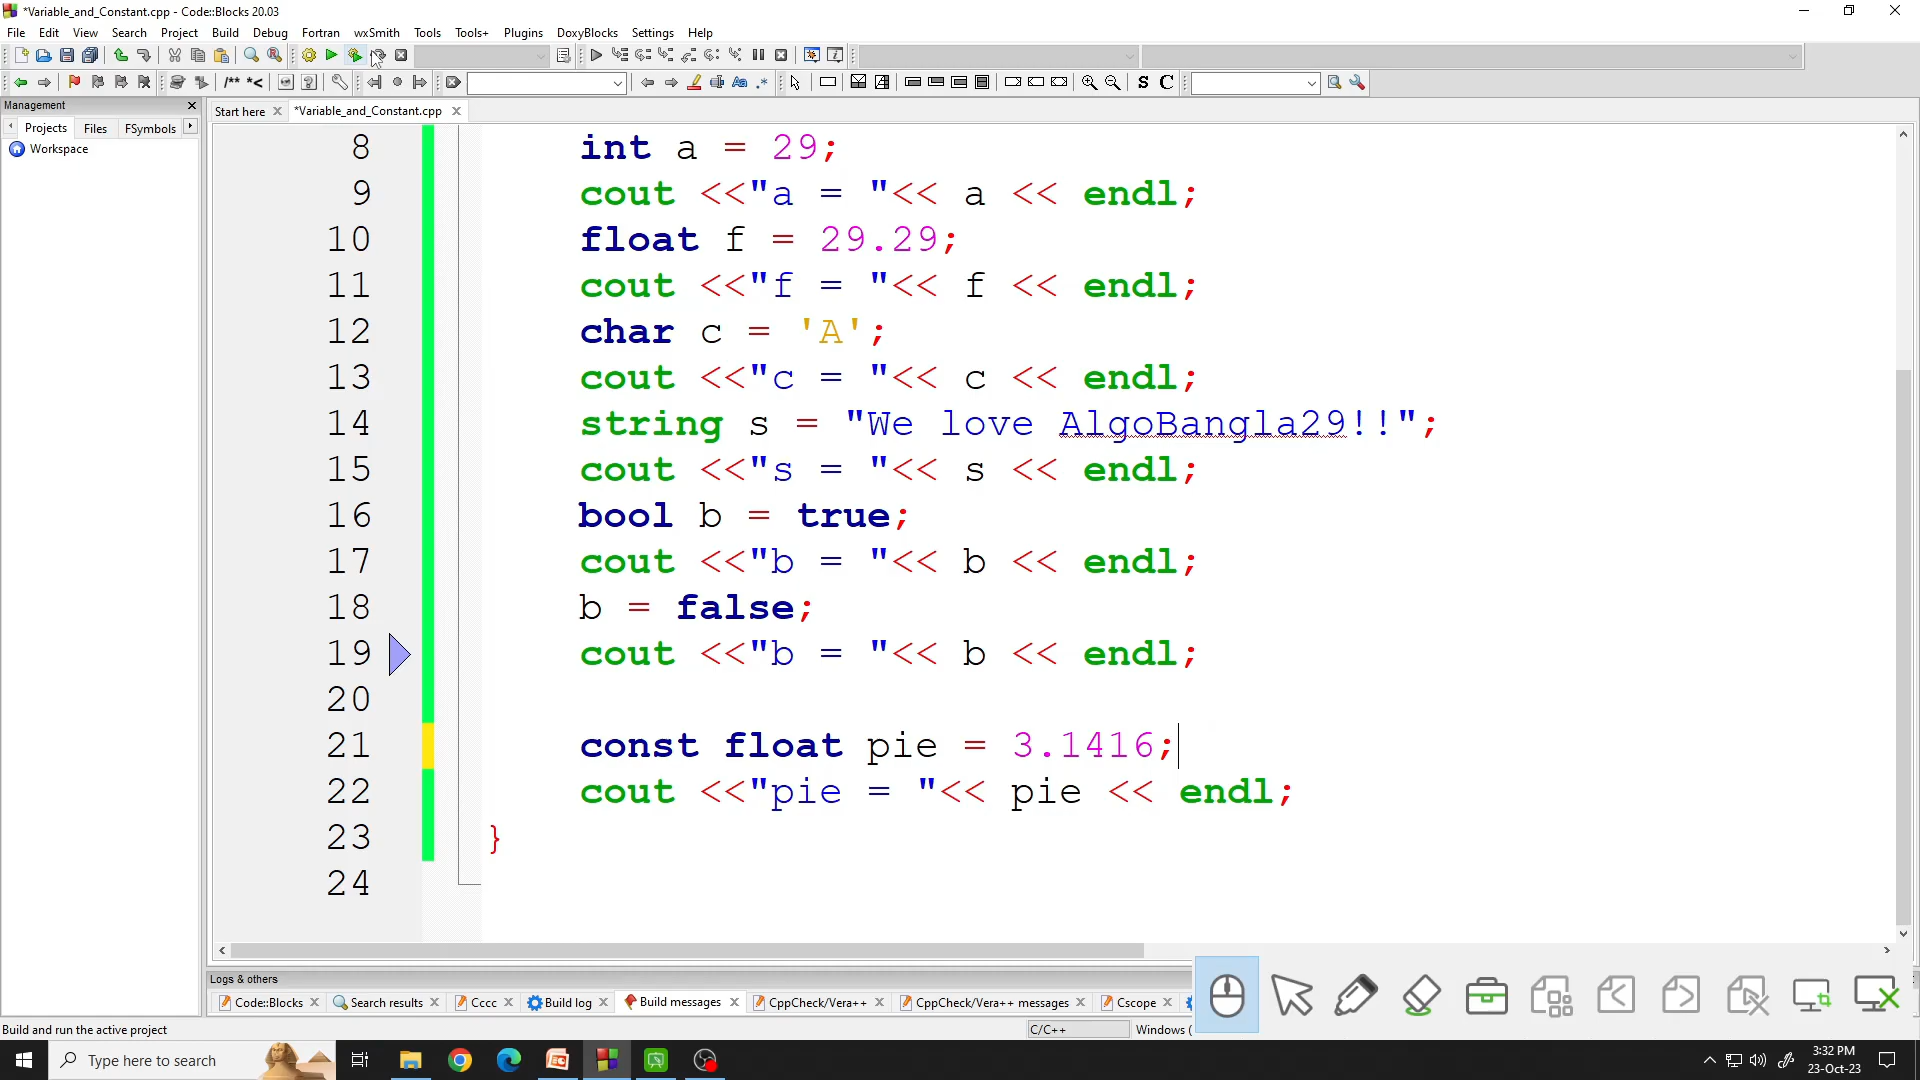 *Variable_and_Constant.cpp - Code::Blocks 20.03
File Edit View Search Project Build Debug Fortran wxSmith Tools Tools+ Plugins DoxyBlocks Settings Help
/** *< Aa .* S C
Management
Start here *Variable_and_Constant.cpp
Projects Files FSymbols
Workspace
8 int a = 29;
9 cout <<"a = "<< a << endl;
10 float f = 29.29;
11 cout <<"f = "<< f << endl;
12 char c = 'A';
13 cout <<"c = "<< c << endl;
14 string s = "We love AlgoBangla29!!";
15 cout <<"s = "<< s << endl;
16 bool b = true;
17 cout <<"b = "<< b << endl;
18 b = false;
19 cout <<"b = "<< b << endl;
20
21 const float pie = 3.1416;
22 cout <<"pie = "<< pie << endl;
23 }
24
Logs & others
Code::Blocks Search results Cccc Build log Build messages CppCheck/Vera++ CppCheck/Vera++ messages Cscope
Build and run the active project C/C++ Windows (
Type here to search
3:32 PM
23-Oct-23